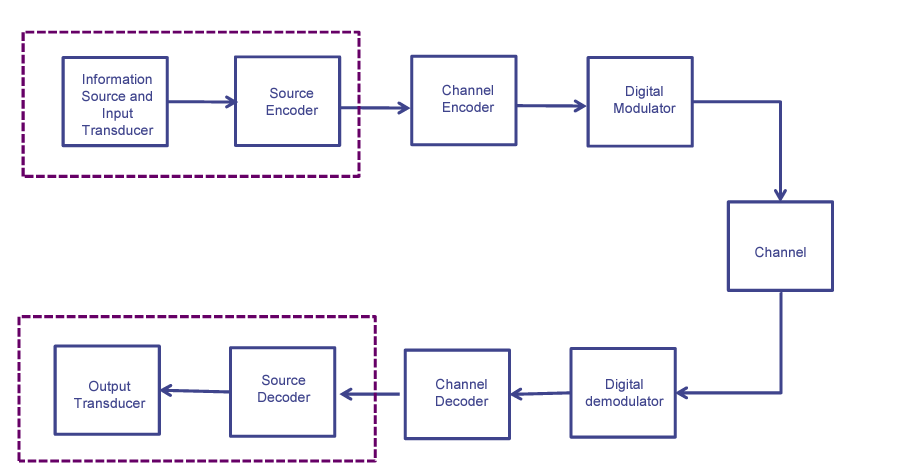 Information
Source and
Input
Transducer
Source
Encoder
Channel
Encoder
Digital
Modulator
Channel
Output
Transducer
Source
Decoder
Channel
Decoder
Digital
demodulator